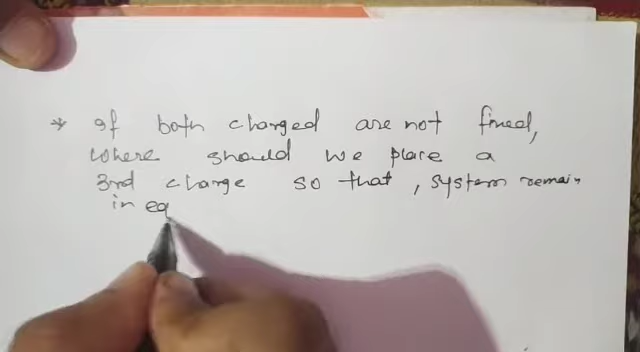 * If both charged are not fixed,
where should we place a
3rd charge so that, system remain
in eq